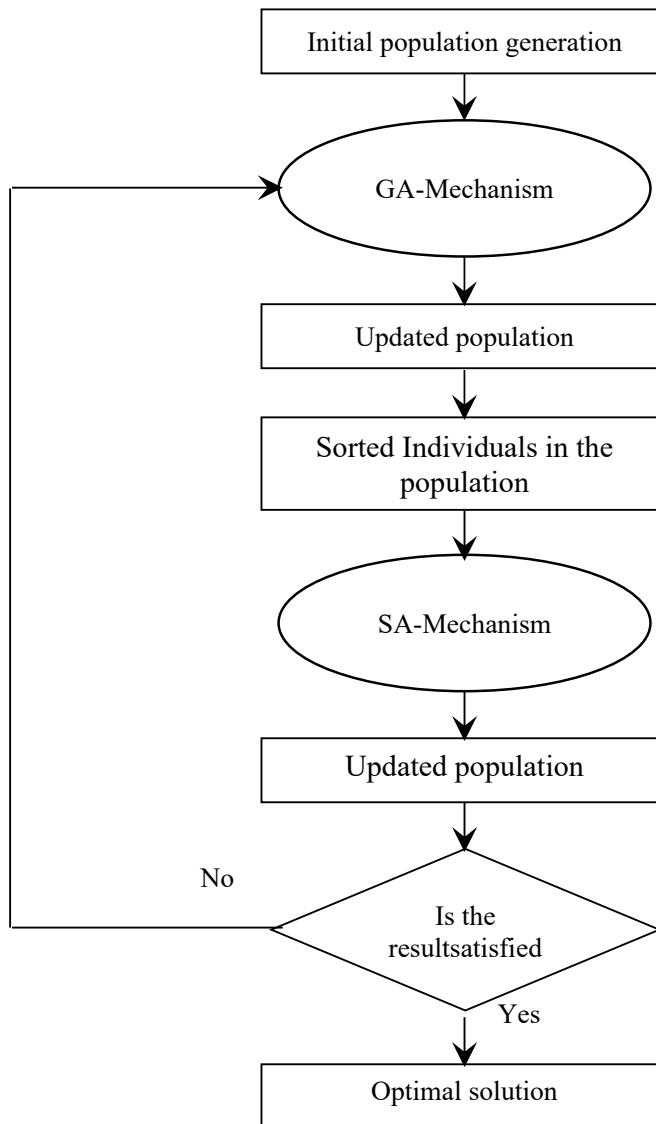 Initial population generation
GA-Mechanism
Updated population
Sorted Individuals in the
population
SA-Mechanism
Updated population
No
Is the
resultsatisfied
Yes
Optimal solution